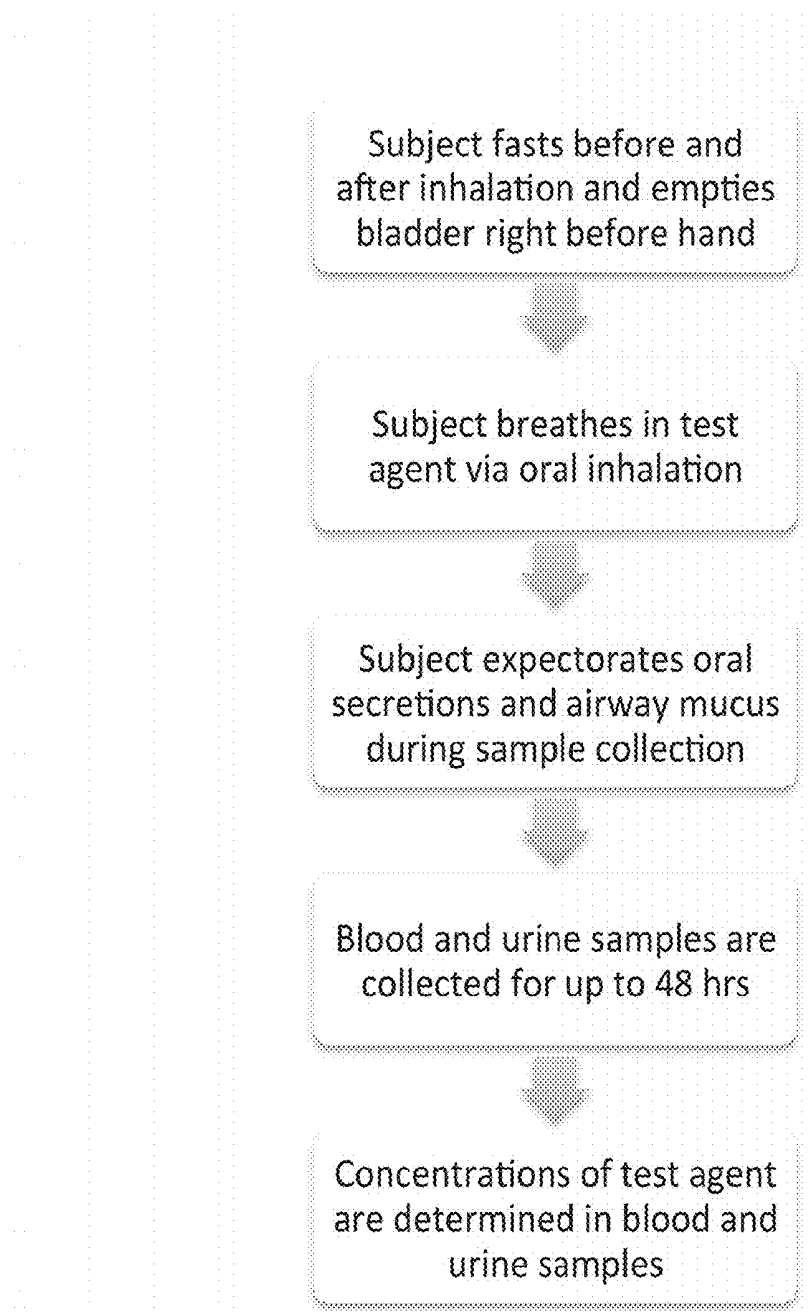 Subject fasts before and
after inhalation and empties
bladder right before hand
Subject breathes in test
agent via oral inhalation
Subject expectorates oral
secretions and airway mucus
during sample collection
Blood and urine samples are
collected for up to 48 hrs
Concentrations of test agent
are determined in blood and
urine samples